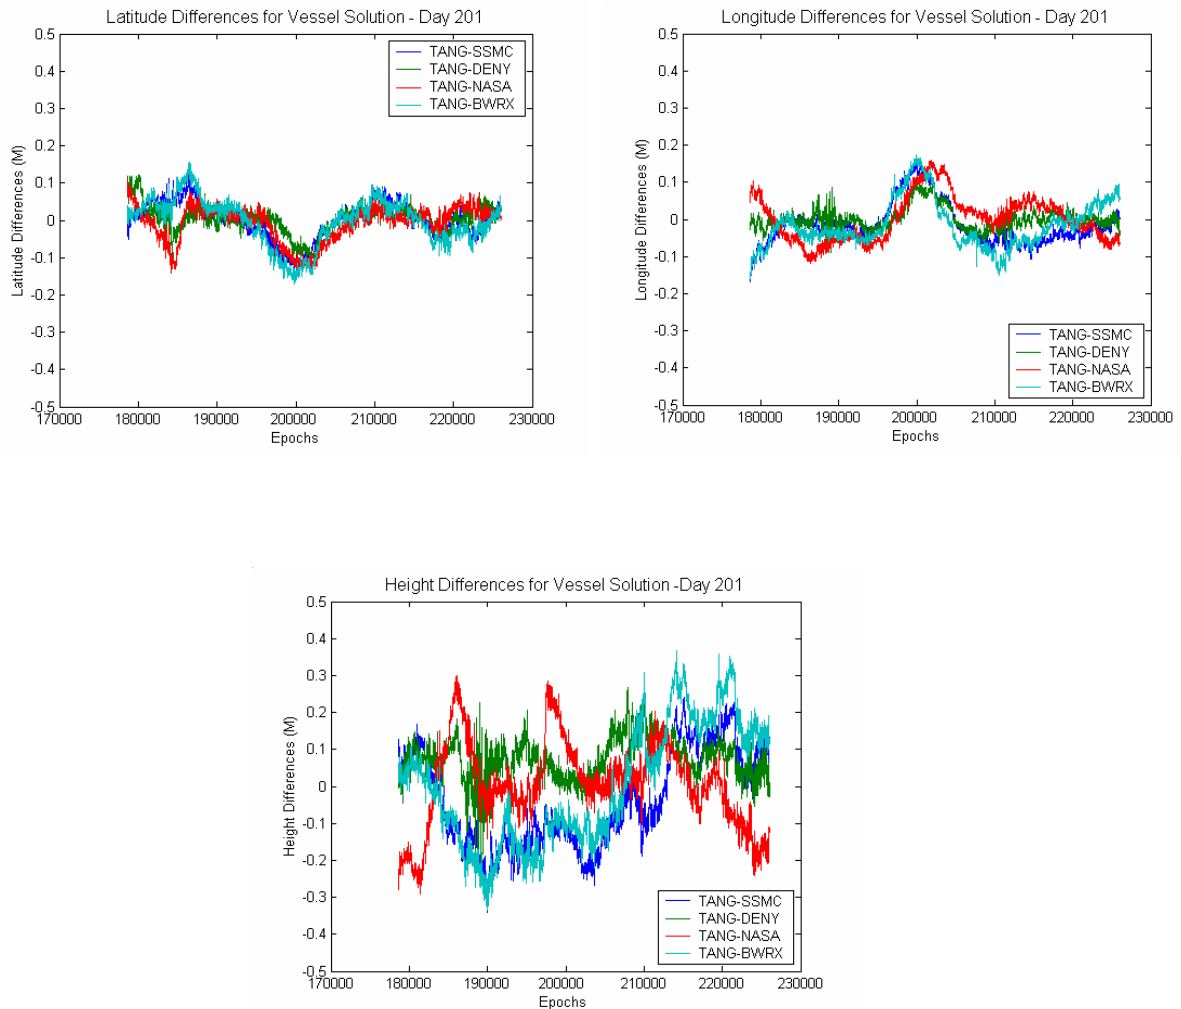 Latitude Differences for Vessel Solution - Day 201
0.5
0.4
0.3
0.2
0.1
0
-0.1
-0.2
-0.3
-0.4
-0.5
Latitude Differences (M)
TANG-SSMC
TANG-DENY
TANG-NASA
TANG-BWRX
170000 180000 190000 200000 210000 220000 230000
Epochs
Longitude Differences for Vessel Solution - Day 201
0.5
0.4
0.3
0.2
0.1
0
-0.1
-0.2
-0.3
-0.4
-0.5
Longitude Differences (M)
TANG-SSMC
TANG-DENY
TANG-NASA
TANG-BWRX
170000 180000 190000 200000 210000 220000 230000
Epochs
Height Differences for Vessel Solution -Day 201
0.5
0.4
0.3
0.2
0.1
0
-0.1
-0.2
-0.3
-0.4
-0.5
Height Differences (M)
TANG-SSMC
TANG-DENY
TANG-NASA
TANG-BWRX
170000 180000 190000 200000 210000 220000 230000
Epochs